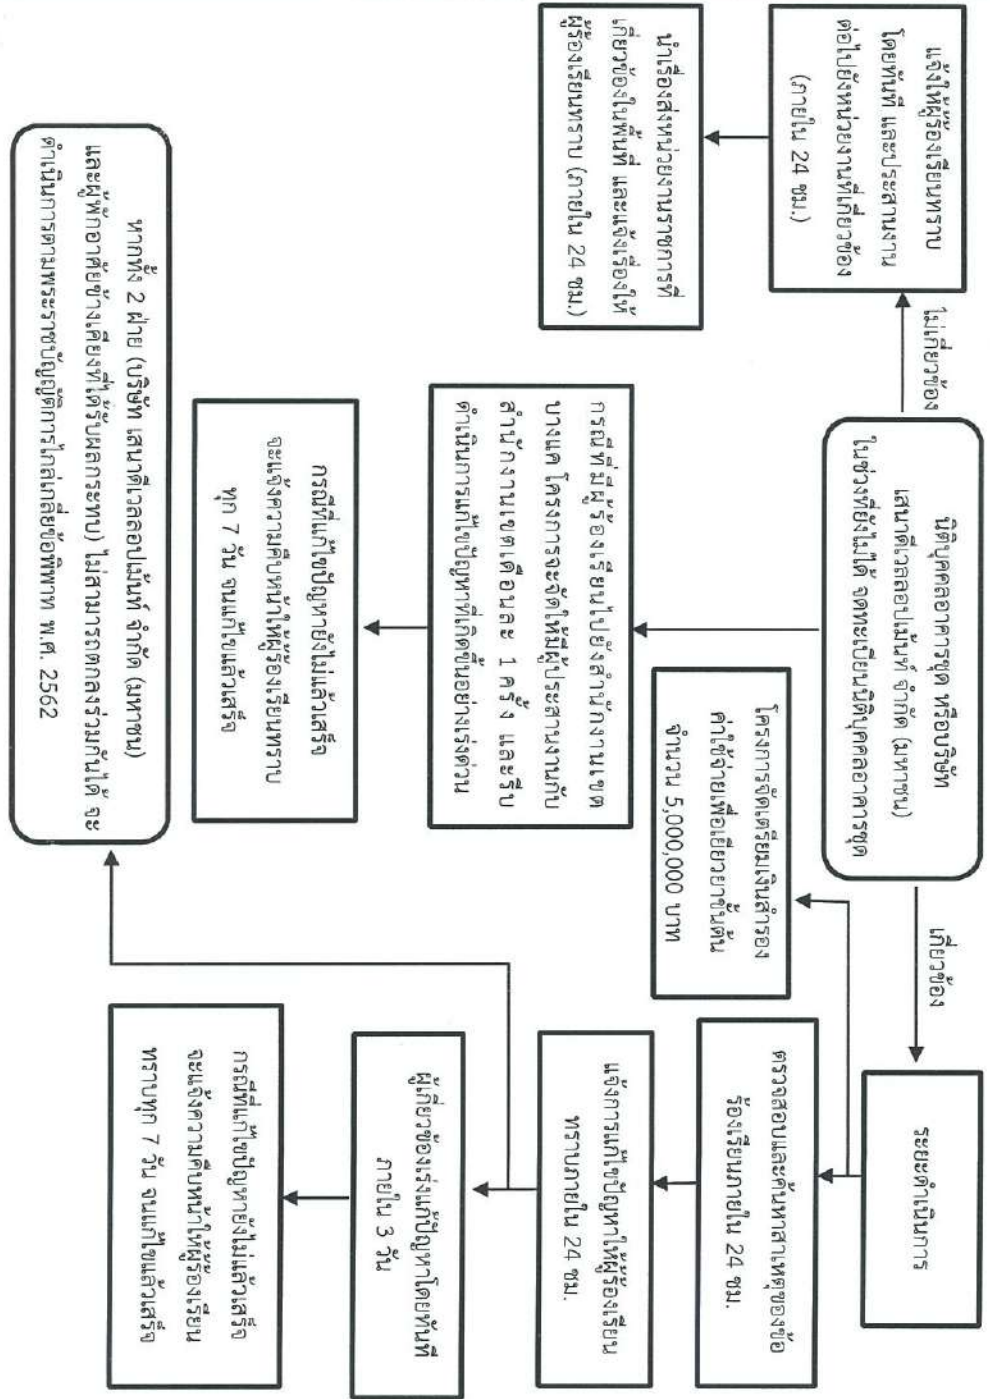 นิติบุคคลอาคารชุด หรือบริษัท
เสนาดีเวลลอปเม้นท์ จำกัด (มหาชน)
ในช่วงที่ยังไม่ได้ จดทะเบียนนิติบุคคลอาคารชุด
ไม่เกี่ยวข้อง
เกี่ยวข้อง
แจ้งให้ผู้ร้องเรียนทราบ
โดยทันที และประสานงาน
ต่อไปยังหน่วยงานที่เกี่ยวข้อง
(ภายใน 24 ชม.)
นำเรื่องส่งหน่วยงานราชการที่
เกี่ยวข้องในพื้นที่ และแจ้งเรื่องให้
ผู้ร้องเรียนทราบ (ภายใน 24 ชม.)
กรณีที่มีผู้ร้องเรียนไปยังสำนักงานเขต
บางแค โครงการจะจัดให้มีผู้ประสานงานกับ
สำนักงานเขตเดือนละ 1 ครั้ง และรีบ
ดำเนินการแก้ไขปัญหาที่เกิดขึ้นอย่างเร่งด่วน
กรณีที่แก้ไขปัญหายังไม่แล้วเสร็จ
จะแจ้งความคืบหน้าให้ผู้ร้องเรียนทราบ
ทุก 7 วัน จนแก้ไขแล้วเสร็จ
ระยะดำเนินการ
โครงการจัดเตรียมเงินสำรอง
ค่าใช้จ่ายเพื่อเยียวยาขั้นต้น
จำนวน 5,000,000 บาท
ตรวจสอบและค้นหาสาเหตุของข้อ
ร้องเรียนภายใน 24 ชม.
แจ้งการแก้ไขปัญหาให้ผู้ร้องเรียน
ทราบภายใน 24 ชม.
ผู้เกี่ยวข้องเร่งแก้ปัญหาโดยทันที
ภายใน 3 วัน
กรณีที่แก้ไขปัญหายังไม่แล้วเสร็จ
จะแจ้งความคืบหน้าให้ผู้ร้องเรียน
ทราบทุก 7 วัน จนแก้ไขแล้วเสร็จ
หากทั้ง 2 ฝ่าย (บริษัท เสนาดีเวลลอปเม้นท์ จำกัด (มหาชน)
และผู้พักอาศัยข้างเคียงที่ได้รับผลกระทบ) ไม่สามารถตกลงร่วมกันได้ จะ
ดำเนินการตามพระราชบัญญัติการไกล่เกลี่ยข้อพิพาท พ.ศ. 2562